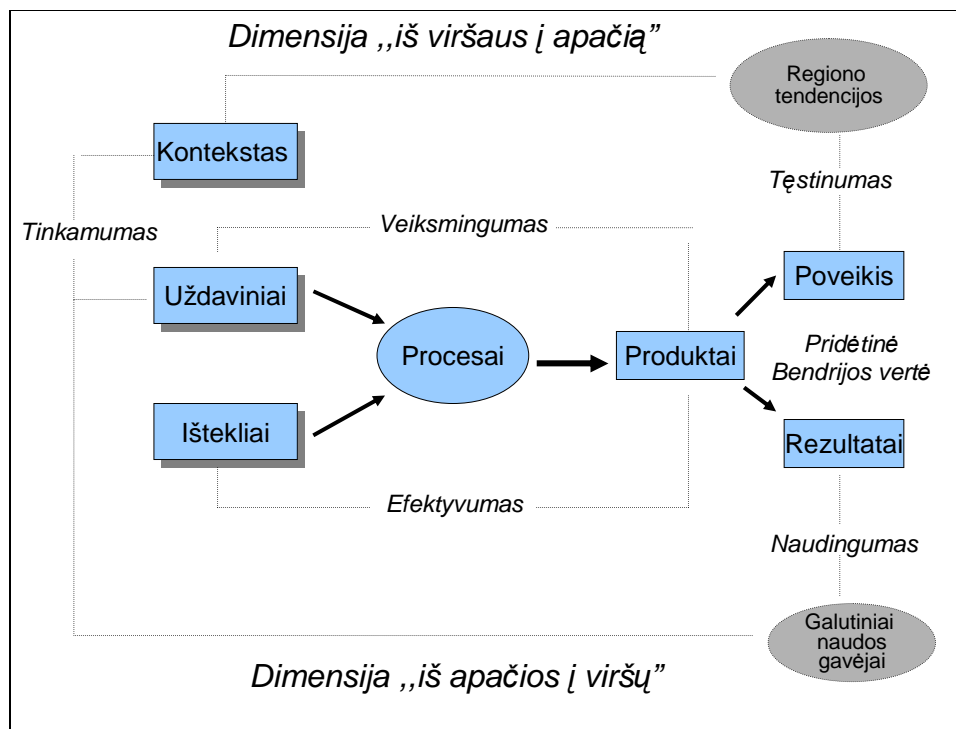 Dimensija ,,iš viršaus į apačią”
Regiono
tendencijos
Kontekstas
Tęstinumas
Tinkamumas
Veiksmingumas
Uždaviniai
Poveikis
Procesai
Produktai
Pridėtinė
Bendrijos vertė
Ištekliai
Rezultatai
Efektyvumas
Naudingumas
Galutiniai
naudos
gavėjai
Dimensija ,,iš apačios į viršų”